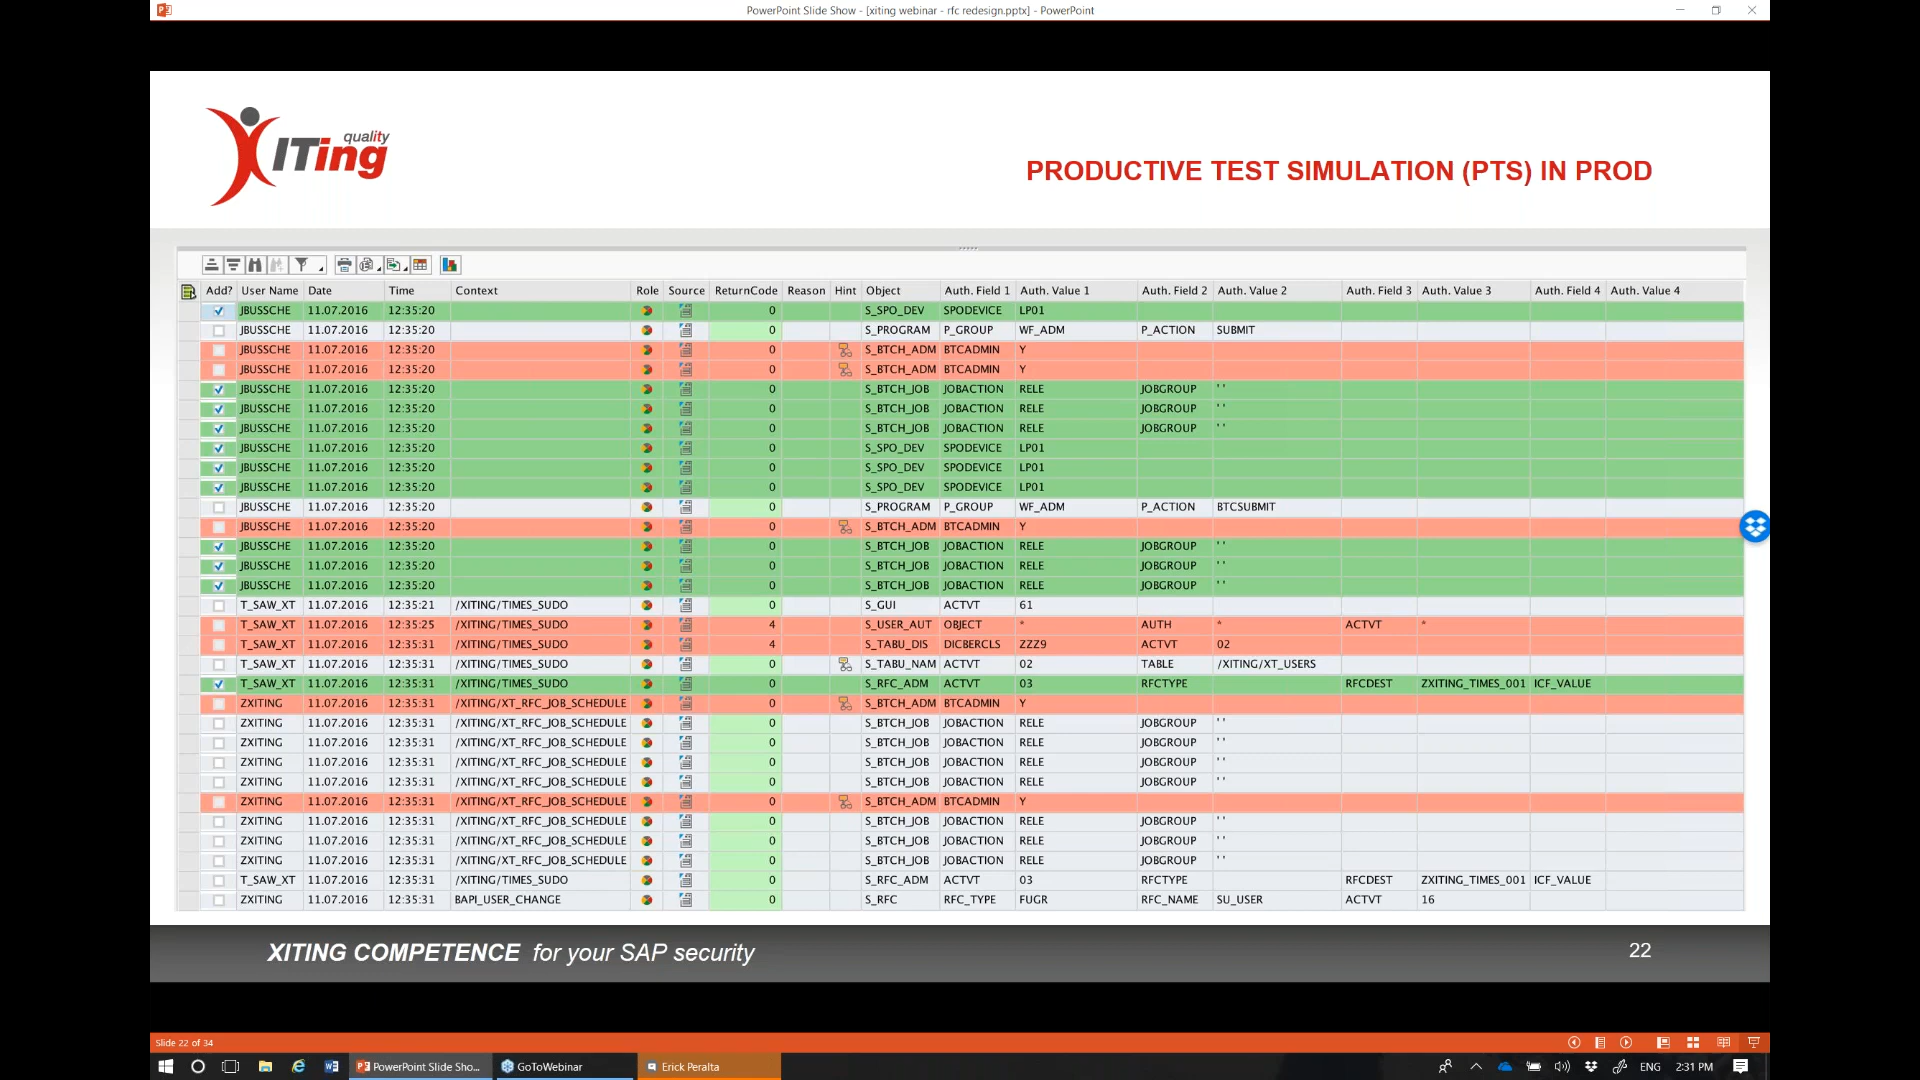 PowerPoint Slide Show - [xiting webinar - rfc redesign.pptx] - PowerPoint
XITing quality
PRODUCTIVE TEST SIMULATION (PTS) IN PROD
Add? User Name Date Time Context Role Source ReturnCode Reason Hint Object Auth. Field 1 Auth. Value 1 Auth. Field 2 Auth. Value 2 Auth. Field 3 Auth. Value 3 Auth. Field 4 Auth. Value 4
JBUSSCHE 11.07.2016 12:35:20 0 S_SPO_DEV SPODEVICE LP01
JBUSSCHE 11.07.2016 12:35:20 0 S_PROGRAM P_GROUP WF_ADM P_ACTION SUBMIT
JBUSSCHE 11.07.2016 12:35:20 0 S_BTCH_ADM BTCADMIN Y
JBUSSCHE 11.07.2016 12:35:20 0 S_BTCH_ADM BTCADMIN Y
JBUSSCHE 11.07.2016 12:35:20 0 S_BTCH_JOB JOBACTION RELE JOBGROUP ' '
JBUSSCHE 11.07.2016 12:35:20 0 S_BTCH_JOB JOBACTION RELE JOBGROUP ' '
JBUSSCHE 11.07.2016 12:35:20 0 S_BTCH_JOB JOBACTION RELE JOBGROUP ' '
JBUSSCHE 11.07.2016 12:35:20 0 S_SPO_DEV SPODEVICE LP01
JBUSSCHE 11.07.2016 12:35:20 0 S_SPO_DEV SPODEVICE LP01
JBUSSCHE 11.07.2016 12:35:20 0 S_SPO_DEV SPODEVICE LP01
JBUSSCHE 11.07.2016 12:35:20 0 S_PROGRAM P_GROUP WF_ADM P_ACTION BTCSUBMIT
JBUSSCHE 11.07.2016 12:35:20 0 S_BTCH_ADM BTCADMIN Y
JBUSSCHE 11.07.2016 12:35:20 0 S_BTCH_JOB JOBACTION RELE JOBGROUP ' '
JBUSSCHE 11.07.2016 12:35:20 0 S_BTCH_JOB JOBACTION RELE JOBGROUP ' '
JBUSSCHE 11.07.2016 12:35:20 0 S_BTCH_JOB JOBACTION RELE JOBGROUP ' '
T_SAW_XT 11.07.2016 12:35:21 /XITING/TIMES_SUDO 0 S_GUI ACTVT 61
T_SAW_XT 11.07.2016 12:35:25 /XITING/TIMES_SUDO 4 S_USER_AUT OBJECT * AUTH * ACTVT *
T_SAW_XT 11.07.2016 12:35:31 /XITING/TIMES_SUDO 4 S_TABU_DIS DICBERCLS ZZZ9 ACTVT 02
T_SAW_XT 11.07.2016 12:35:31 /XITING/TIMES_SUDO 0 S_TABU_NAM ACTVT 02 TABLE /XITING/XT_USERS
T_SAW_XT 11.07.2016 12:35:31 /XITING/TIMES_SUDO 0 S_RFC_ADM ACTVT 03 RFCTYPE RFCDEST ZXITING_TIMES_001 ICF_VALUE
ZXITING 11.07.2016 12:35:31 /XITING/XT_RFC_JOB_SCHEDULE 0 S_BTCH_ADM BTCADMIN Y
ZXITING 11.07.2016 12:35:31 /XITING/XT_RFC_JOB_SCHEDULE 0 S_BTCH_JOB JOBACTION RELE JOBGROUP ' '
ZXITING 11.07.2016 12:35:31 /XITING/XT_RFC_JOB_SCHEDULE 0 S_BTCH_JOB JOBACTION RELE JOBGROUP ' '
ZXITING 11.07.2016 12:35:31 /XITING/XT_RFC_JOB_SCHEDULE 0 S_BTCH_JOB JOBACTION RELE JOBGROUP ' '
ZXITING 11.07.2016 12:35:31 /XITING/XT_RFC_JOB_SCHEDULE 0 S_BTCH_JOB JOBACTION RELE JOBGROUP ' '
ZXITING 11.07.2016 12:35:31 /XITING/XT_RFC_JOB_SCHEDULE 0 S_BTCH_ADM BTCADMIN Y
ZXITING 11.07.2016 12:35:31 /XITING/XT_RFC_JOB_SCHEDULE 0 S_BTCH_JOB JOBACTION RELE JOBGROUP ' '
ZXITING 11.07.2016 12:35:31 /XITING/XT_RFC_JOB_SCHEDULE 0 S_BTCH_JOB JOBACTION RELE JOBGROUP ' '
ZXITING 11.07.2016 12:35:31 /XITING/XT_RFC_JOB_SCHEDULE 0 S_BTCH_JOB JOBACTION RELE JOBGROUP ' '
T_SAW_XT 11.07.2016 12:35:31 /XITING/TIMES_SUDO 0 S_RFC_ADM ACTVT 03 RFCTYPE RFCDEST ZXITING_TIMES_001 ICF_VALUE
ZXITING 11.07.2016 12:35:31 BAPI_USER_CHANGE 0 S_RFC RFC_TYPE FUGR RFC_NAME SU_USER ACTVT 16
XITING COMPETENCE for your SAP security
22
Slide 22 of 34
PowerPoint Slide Sho... GoToWebinar Erick Peralta ENG 2:31 PM